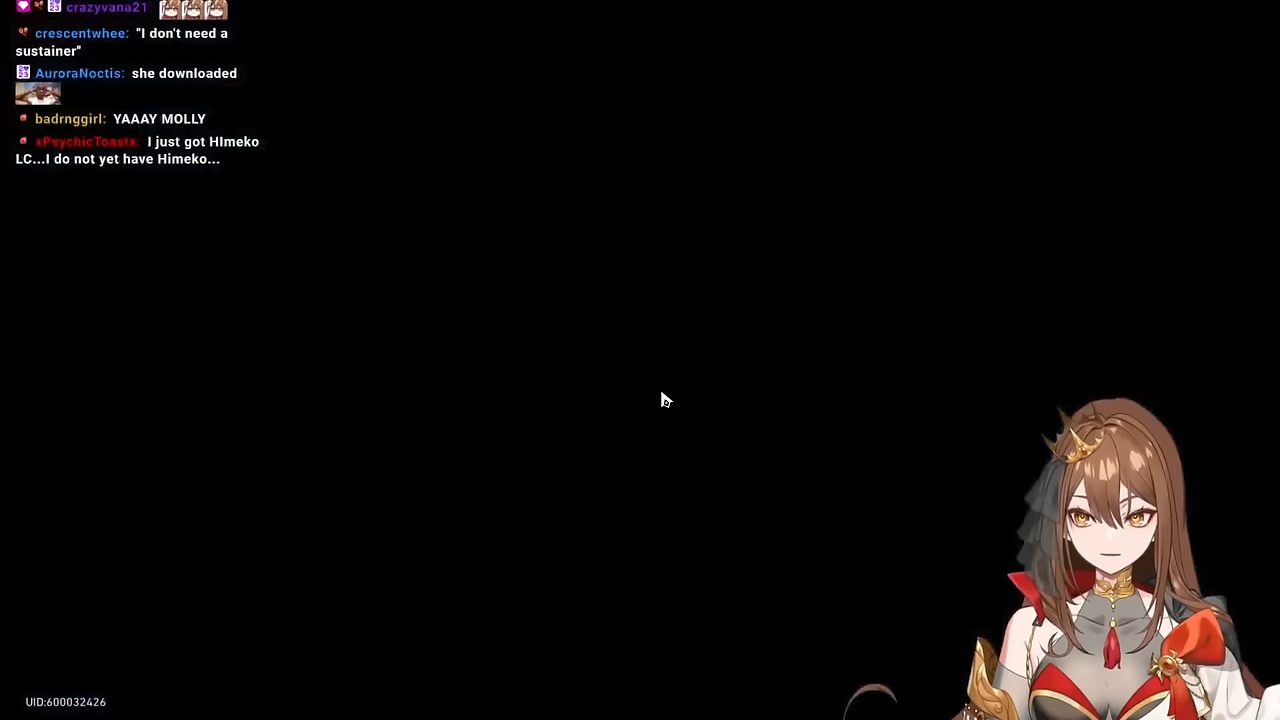 crazyvana21
crescentwhee: "I don't need a
sustainer"
AuroraNoctis: she downloaded
badrnggirl: YAAAY MOLLY
xPsychicToastx: I just got HImeko
LC...I do not yet have Himeko...
UID:600032426